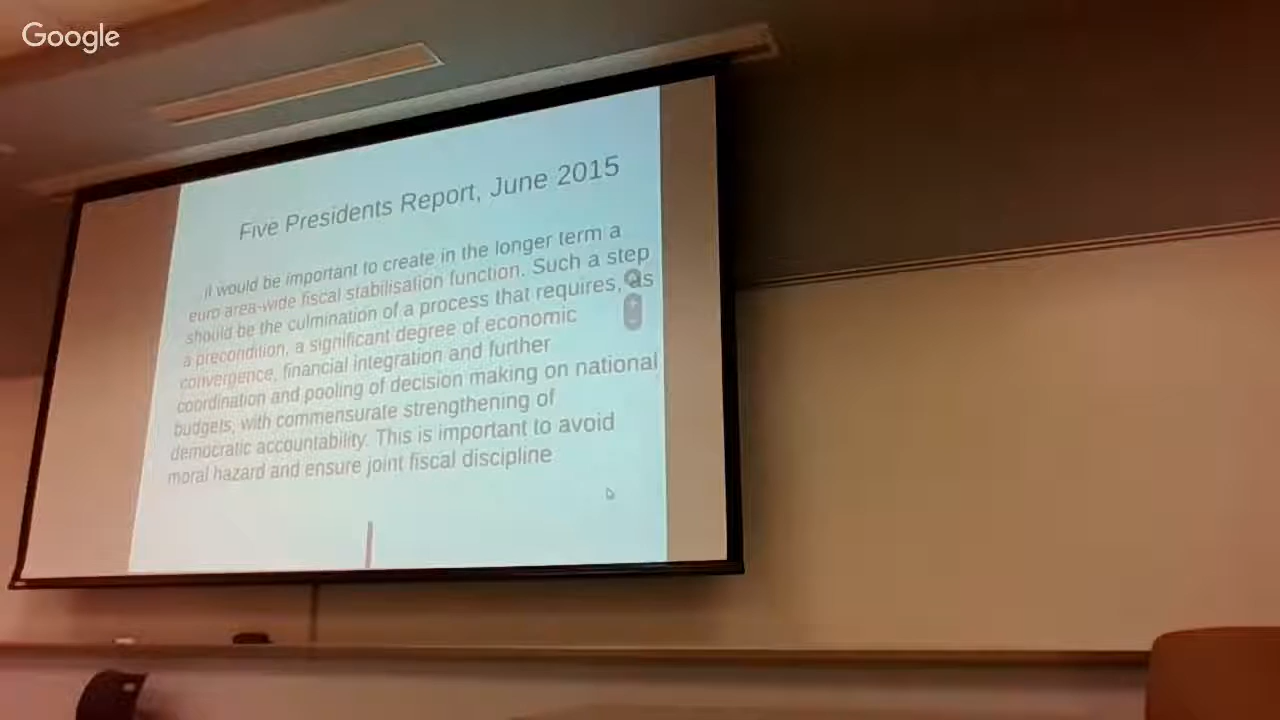 Google
Five Presidents Report, June 2015
it would be important to create in the longer term a
euro area-wide fiscal stabilisation function. Such a step
should be the culmination of a process that requires, as
a precondition, a significant degree of economic
convergence, financial integration and further
coordination and pooling of decision making on national
budgets, with commensurate strengthening of
democratic accountability. This is important to avoid
moral hazard and ensure joint fiscal discipline